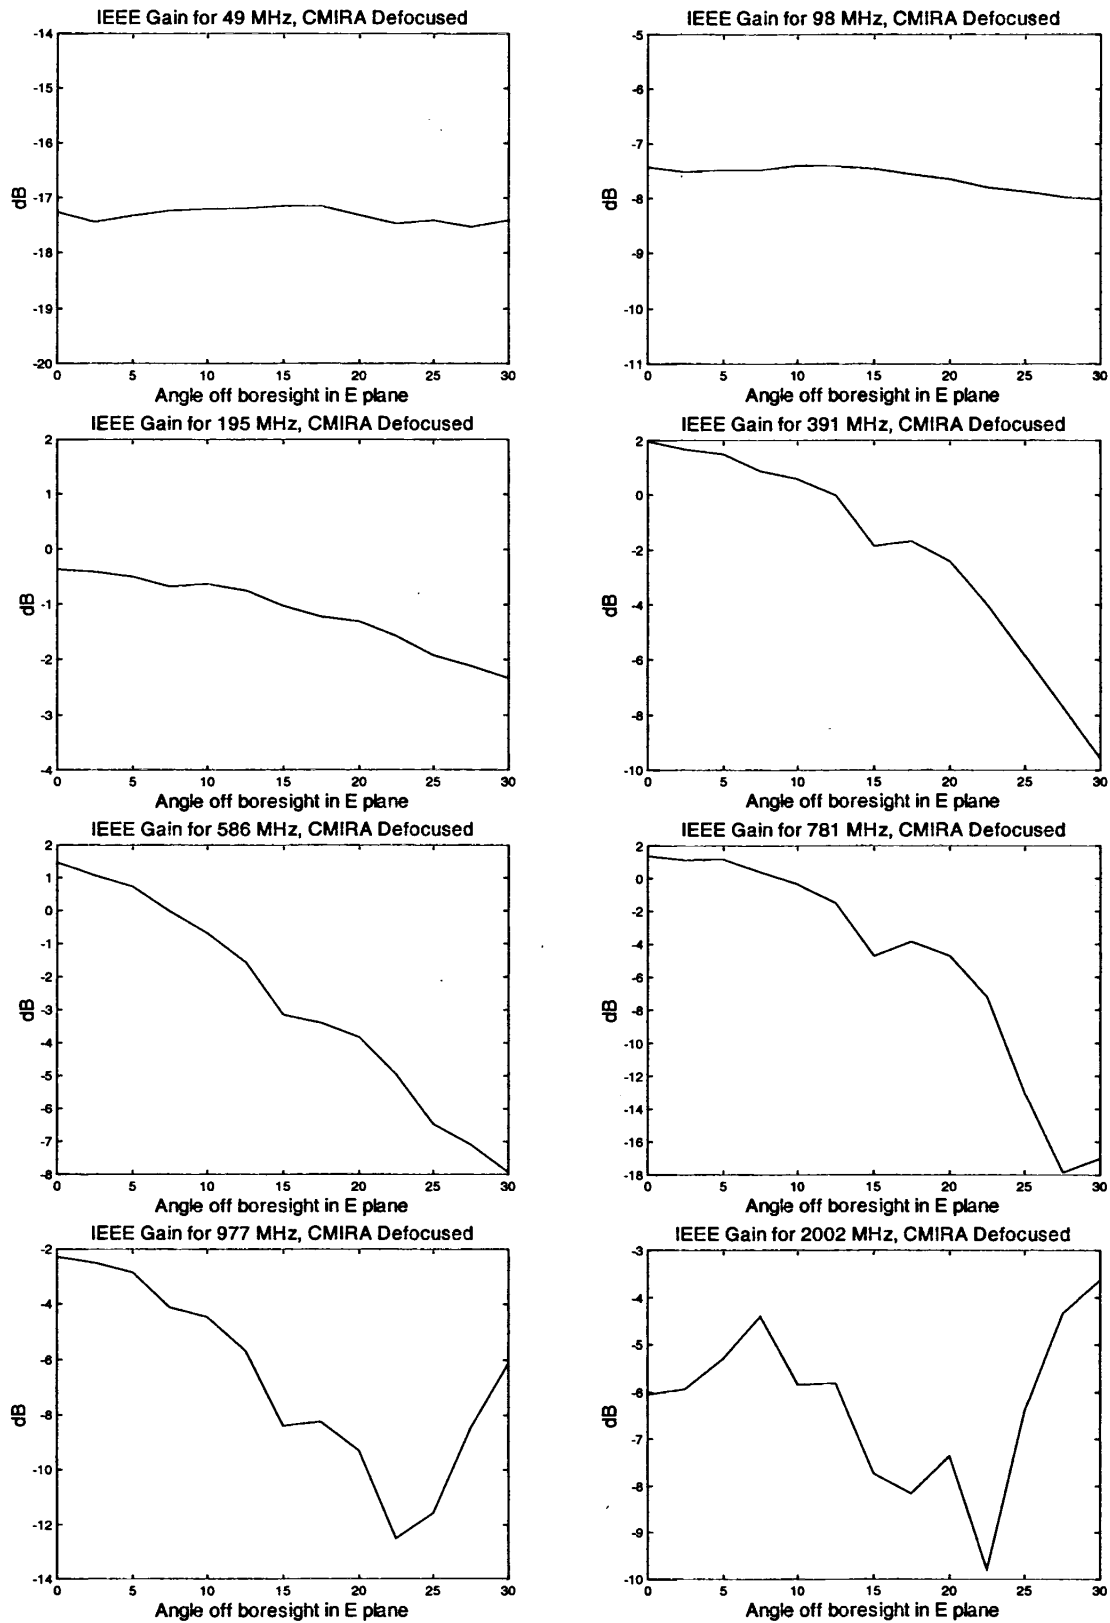 IEEE Gain for 49 MHz, CMIRA Defocused
-14
-15
-16
-17
-18
-19
-20
dB
0 5 10 15 20 25 30
Angle off boresight in E plane
IEEE Gain for 98 MHz, CMIRA Defocused
-5
-6
-7
-8
-9
-10
-11
dB
0 5 10 15 20 25 30
Angle off boresight in E plane
IEEE Gain for 195 MHz, CMIRA Defocused
2
1
0
-1
-2
-3
-4
dB
0 5 10 15 20 25 30
Angle off boresight in E plane
IEEE Gain for 391 MHz, CMIRA Defocused
2
0
-2
-4
-6
-8
-10
dB
0 5 10 15 20 25 30
Angle off boresight in E plane
IEEE Gain for 586 MHz, CMIRA Defocused
2
1
0
-1
-2
-3
-4
-5
-6
-7
-8
dB
0 5 10 15 20 25 30
Angle off boresight in E plane
IEEE Gain for 781 MHz, CMIRA Defocused
2
0
-2
-4
-6
-8
-10
-12
-14
-16
-18
dB
0 5 10 15 20 25 30
Angle off boresight in E plane
IEEE Gain for 977 MHz, CMIRA Defocused
-2
-4
-6
-8
-10
-12
-14
dB
0 5 10 15 20 25 30
Angle off boresight in E plane
IEEE Gain for 2002 MHz, CMIRA Defocused
-3
-4
-5
-6
-7
-8
-9
-10
dB
0 5 10 15 20 25 30
Angle off boresight in E plane